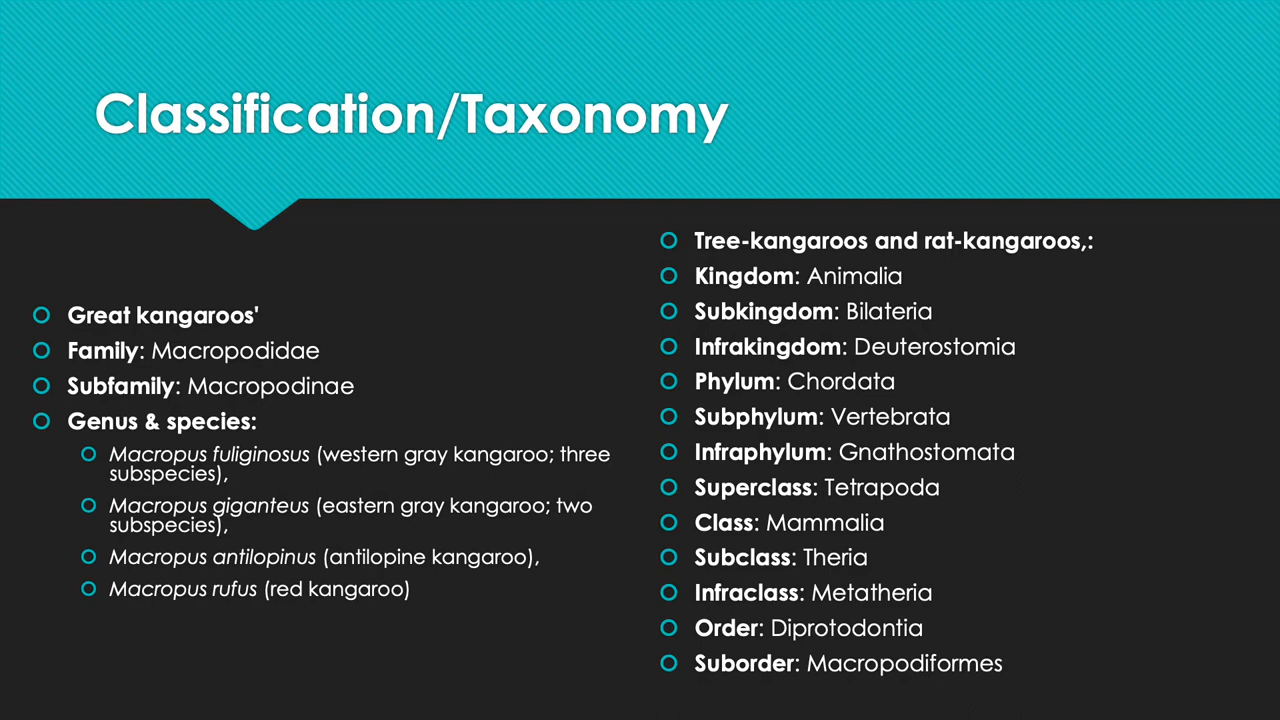 Classification/Taxonomy
Great kangaroos'
Family: Macropodidae
Subfamily: Macropodinae
Genus & species:
Macropus fuliginosus (western gray kangaroo; three
subspecies),
Macropus giganteus (eastern gray kangaroo; two
subspecies),
Macropus antilopinus (antilopine kangaroo),
Macropus rufus (red kangaroo)
Tree-kangaroos and rat-kangaroos,:
Kingdom: Animalia
Subkingdom: Bilateria
Infrakingdom: Deuterostomia
Phylum: Chordata
Subphylum: Vertebrata
Infraphylum: Gnathostomata
Superclass: Tetrapoda
Class: Mammalia
Subclass: Theria
Infraclass: Metatheria
Order: Diprotodontia
Suborder: Macropodiformes